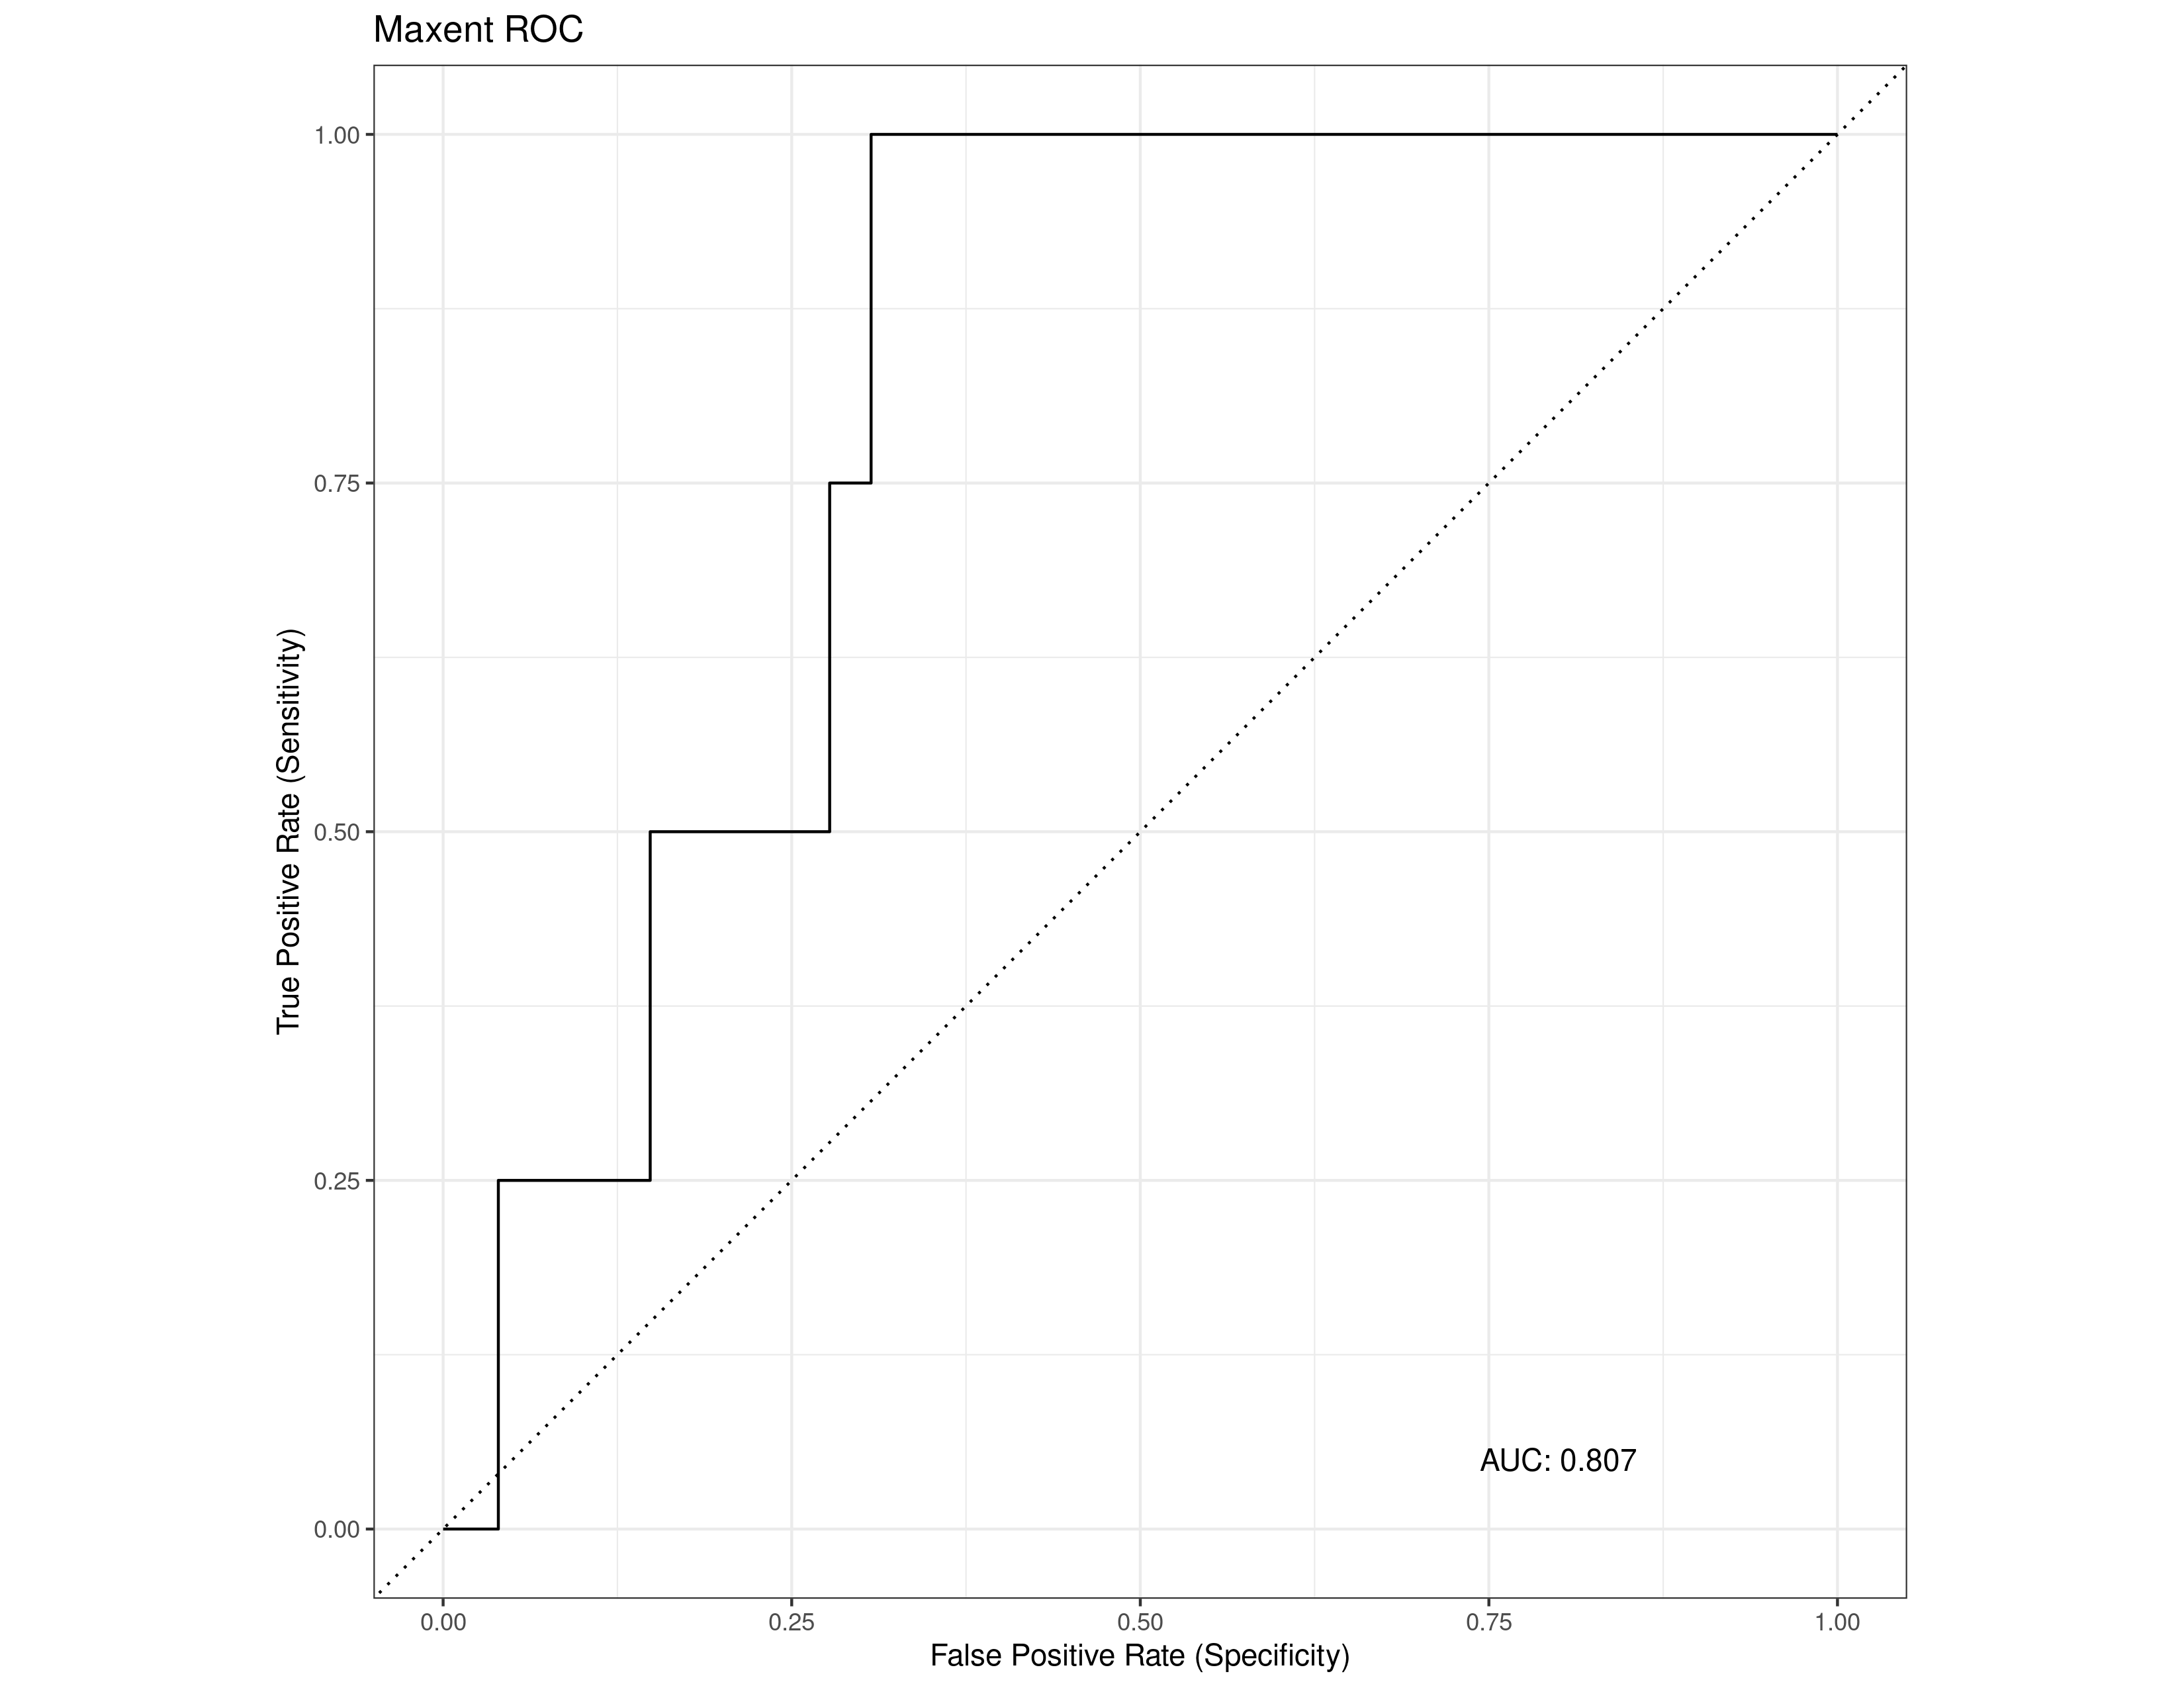 Maxent ROC
True Positive Rate (Sensitivity)
1.00
0.75
0.50
0.25
0.00
AUC: 0.807
0.00 0.25 0.50 0.75 1.00
False Positive Rate (Specificity)